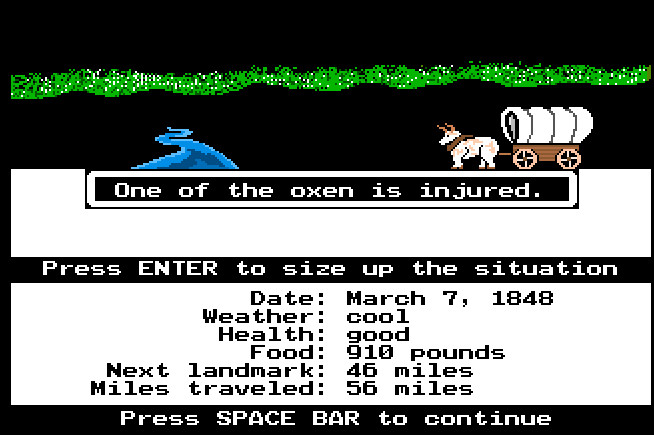 One of the oxen is injured.
Press ENTER to size up the situation
Date: March 7, 1848
Weather: cool
Health: good
Food: 910 pounds
Next landmark: 46 miles
Miles traveled: 56 miles
Press SPACE BAR to continue